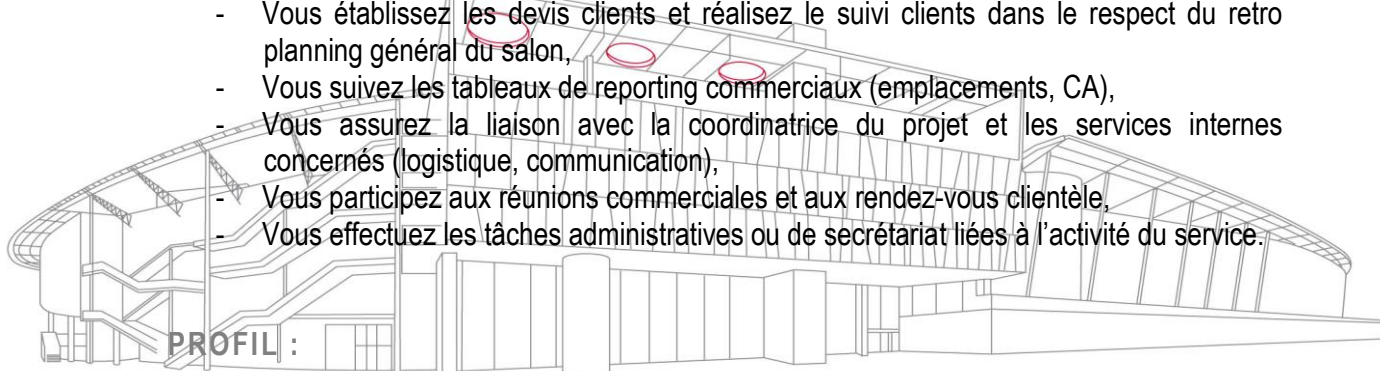 - Vous établissez les devis clients et réalisez le suivi clients dans le respect du retro
planning général du salon,
- Vous suivez les tableaux de reporting commerciaux (emplacements, CA),
- Vous assurez la liaison avec la coordinatrice du projet et les services internes
concernés (logistique, communication),
- Vous participez aux réunions commerciales et aux rendez-vous clientèle,
- Vous effectuez les tâches administratives ou de secrétariat liées à l’activité du service.
PROFIL :